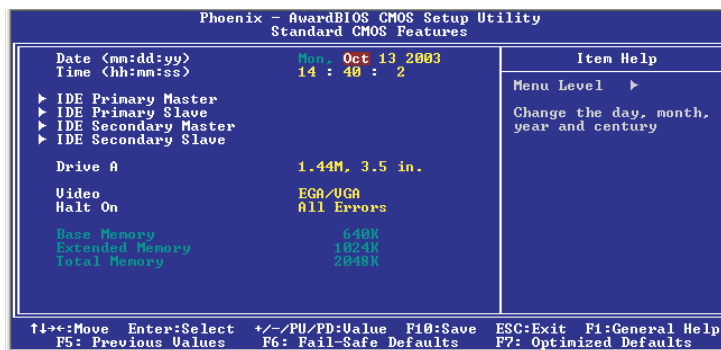 Phoenix - AwardBIOS CMOS Setup Utility
Standard CMOS Features
Date (mm:dd:yy) Mon, Oct 13 2003
Time (hh:mm:ss) 14 : 40 : 2
▶ IDE Primary Master
▶ IDE Primary Slave
▶ IDE Secondary Master
▶ IDE Secondary Slave
Drive A 1.44M, 3.5 in.
Video EGA/VGA
Halt On All Errors
Base Memory 640K
Extended Memory 1024K
Total Memory 2048K
Item Help
Menu Level ▶
Change the day, month,
year and century
↑↓→←:Move Enter:Select +/-/PU/PD:Value F10:Save ESC:Exit F1:General Help
F5: Previous Values F6: Fail-Safe Defaults F7: Optimized Defaults